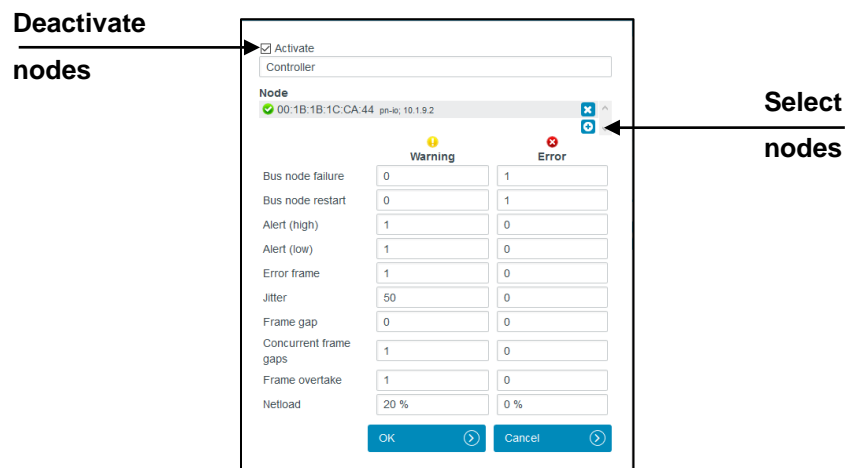 Deactivate
nodes
Activate
Controller
Node
00:1B:1B:1C:CA:44 pn-io; 10.1.9.2
Select
nodes
Warning Error
Bus node failure 0 1
Bus node restart 0 1
Alert (high) 1 0
Alert (low) 1 0
Error frame 1 0
Jitter 50 0
Frame gap 0 0
Concurrent frame
gaps 1 0
Frame overtake 1 0
Netload 20 % 0 %
OK Cancel